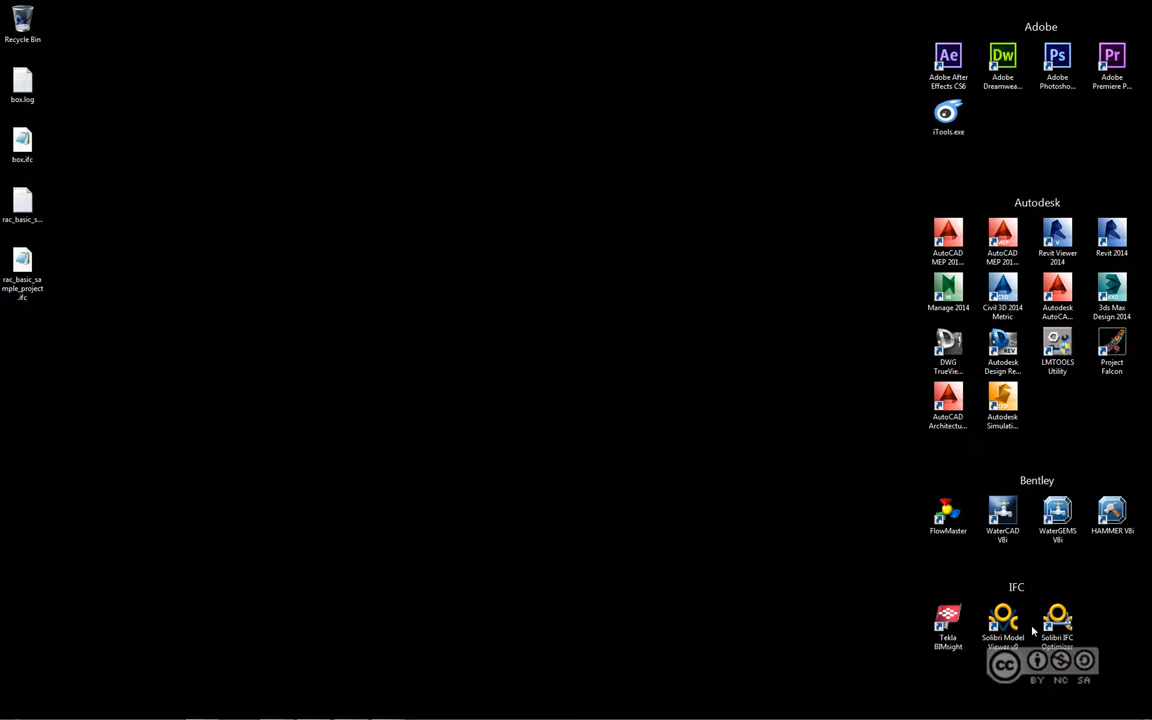 Recycle Bin
box.log
box.ifc
rac_basic_s...
rac_basic_sa
mple_project
.ifc
Adobe
Ae
Adobe After
Effects CS6
Dw
Adobe
Dreamwea...
Ps
Adobe
Photosho...
Pr
Adobe
Premiere P...
iTools.exe
Autodesk
AutoCAD
MEP 201...
MEP
AutoCAD
MEP 201...
V
Revit Viewer
2014
Revit 2014
M
Manage 2014
C3D
Civil 3D 2014
Metric
Autodesk
AutoCA...
3ds Max
Design 2014
DWG
TrueVie...
REV
Autodesk
Design Re...
LMTOOLS
Utility
Project
Falcon
AutoCAD
Architectu...
Autodesk
Simulati...
Bentley
FlowMaster
WaterCAD
V8i
WaterGEMS
V8i
HAMMER V8i
IFC
Tekla
BIMsight
Solibri Model
Viewer v9
Solibri IFC
Optimizer
cc
BY NC SA